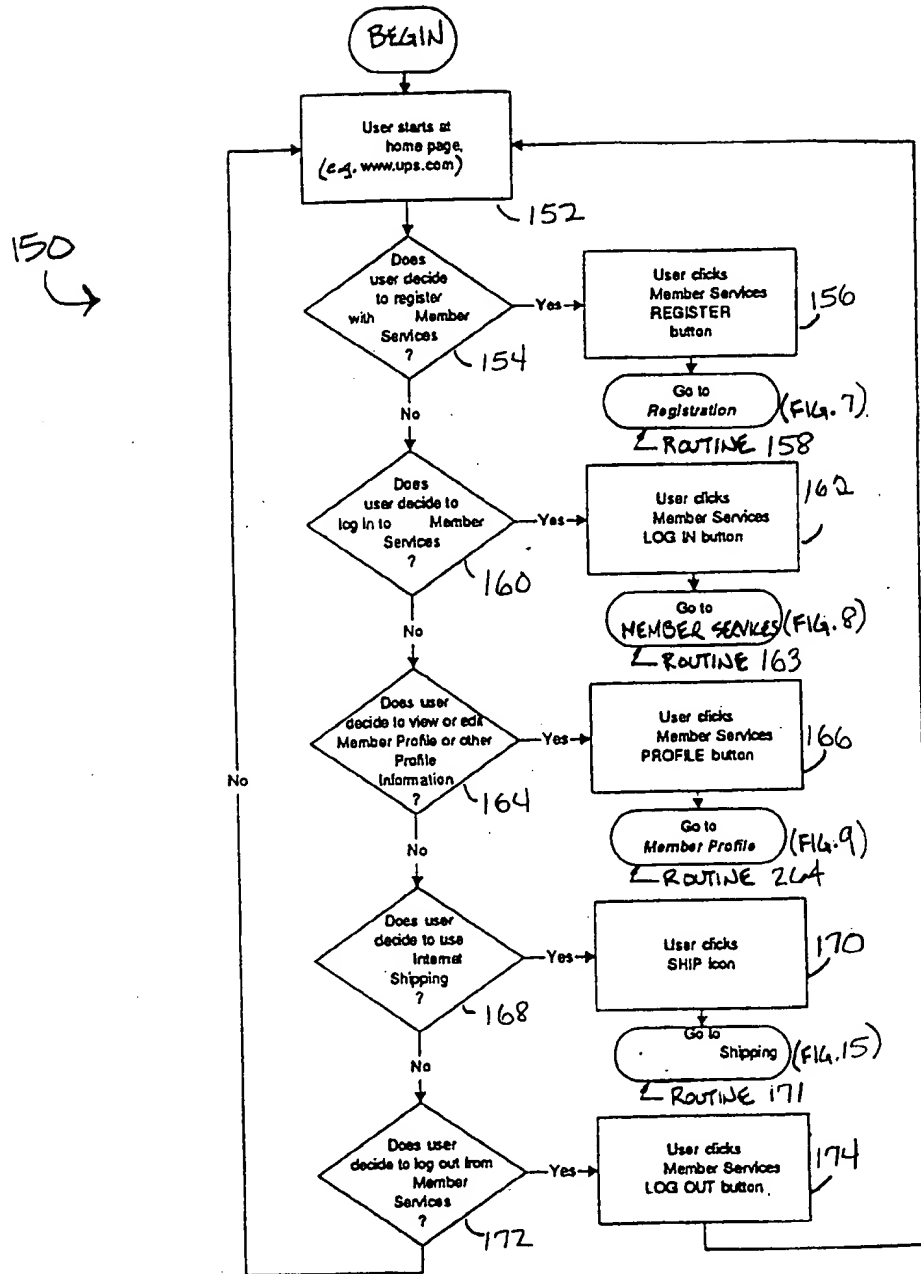 BEGIN
User starts at
home page,
(e.g. www.ups.com)
152
150
Does
user decide
to register
with Member
Services
?
154
Yes
User clicks
Member Services
REGISTER
button
156
Go to
Registration
(FIG. 7)
ROUTINE 158
No
Does
user decide to
log in to Member
Services
?
160
Yes
User clicks
Member Services
LOG IN button
162
Go to
MEMBER SERVICES
(FIG. 8)
ROUTINE 163
No
Does user
decide to view or edit
Member Profile or other
Profile
Information
?
164
Yes
User clicks
Member Services
PROFILE button
166
Go to
Member Profile
(FIG. 9)
ROUTINE 264
No
No
Does user
decide to use
Internet
Shipping
?
168
Yes
User clicks
SHIP icon
170
Go to
Shipping
(FIG. 15)
ROUTINE 171
No
Does user
decide to log out from
Member
Services
?
172
Yes
User clicks
Member Services
LOG OUT button
174